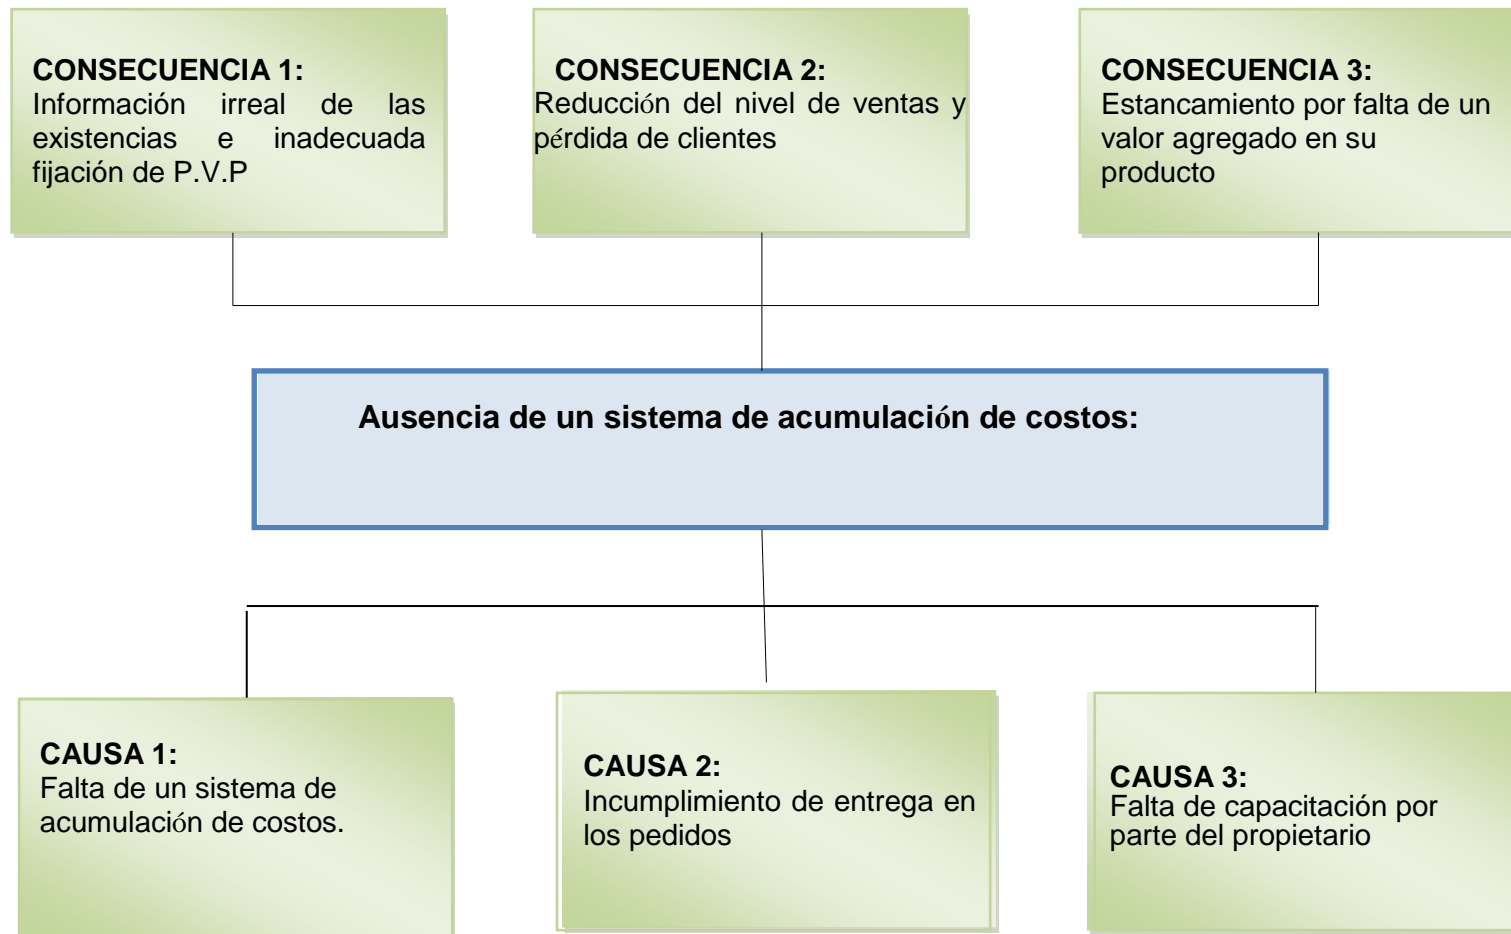 CONSECUENCIA 1:
Información irreal de las
existencias e inadecuada
fijación de P.V.P
CONSECUENCIA 2:
Reducción del nivel de ventas y
pérdida de clientes
CONSECUENCIA 3:
Estancamiento por falta de un
valor agregado en su
producto
Ausencia de un sistema de acumulación de costos:
CAUSA 1:
Falta de un sistema de
acumulación de costos.
CAUSA 2:
Incumplimiento de entrega en
los pedidos
CAUSA 3:
Falta de capacitación por
parte del propietario